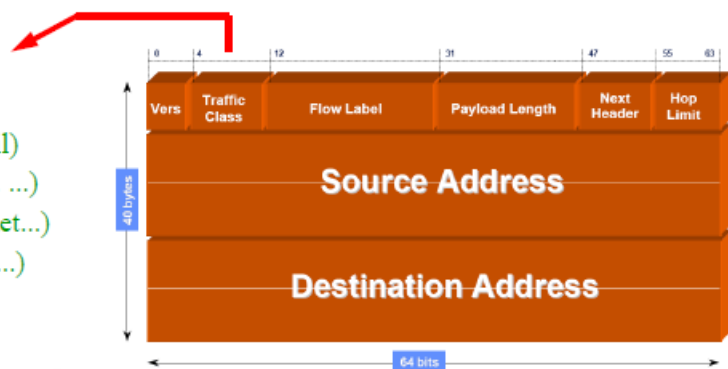 0 4 12 31 47 55 63
Vers Traffic Class Flow Label Payload Length Next Header Hop Limit
l)
...)
Source Address
et...)
40 bytes
...)
Destination Address
64 bits